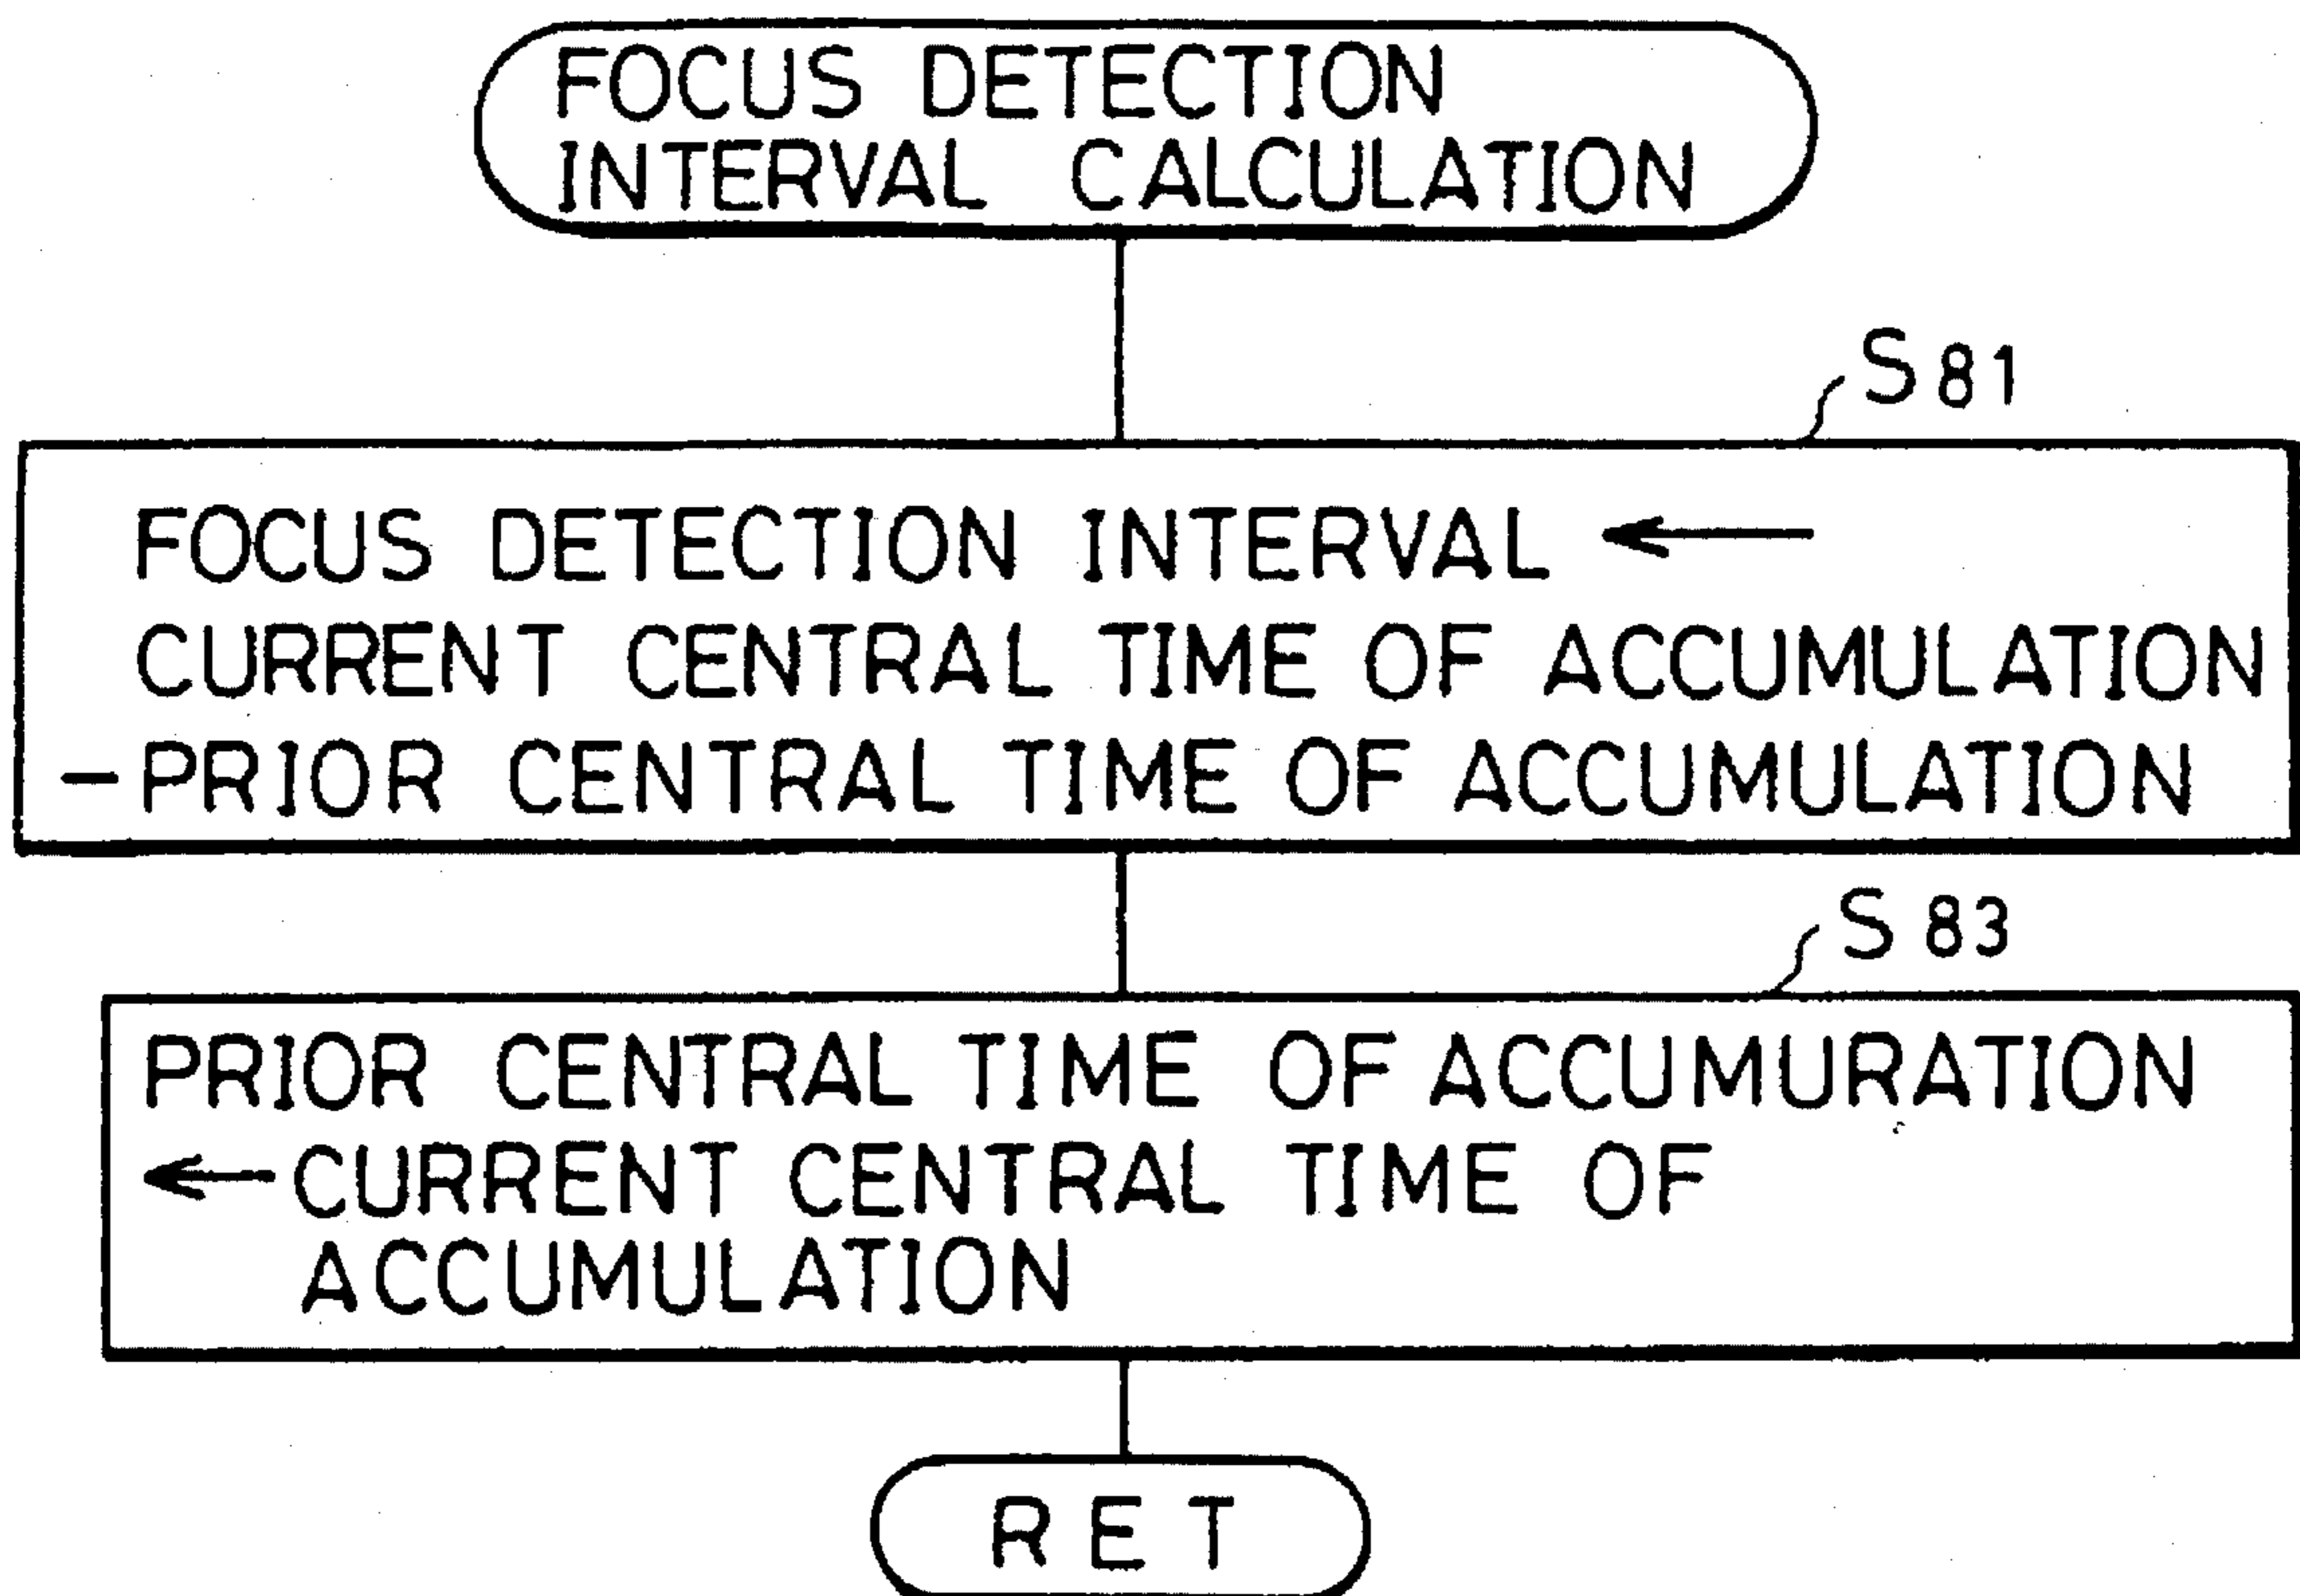 FOCUS DETECTION
INTERVAL CALCULATION
S81
FOCUS DETECTION INTERVAL ←
CURRENT CENTRAL TIME OF ACCUMULATION
-PRIOR CENTRAL TIME OF ACCUMULATION
S83
PRIOR CENTRAL TIME OF ACCUMURATION
←CURRENT CENTRAL TIME OF
ACCUMULATION
RET